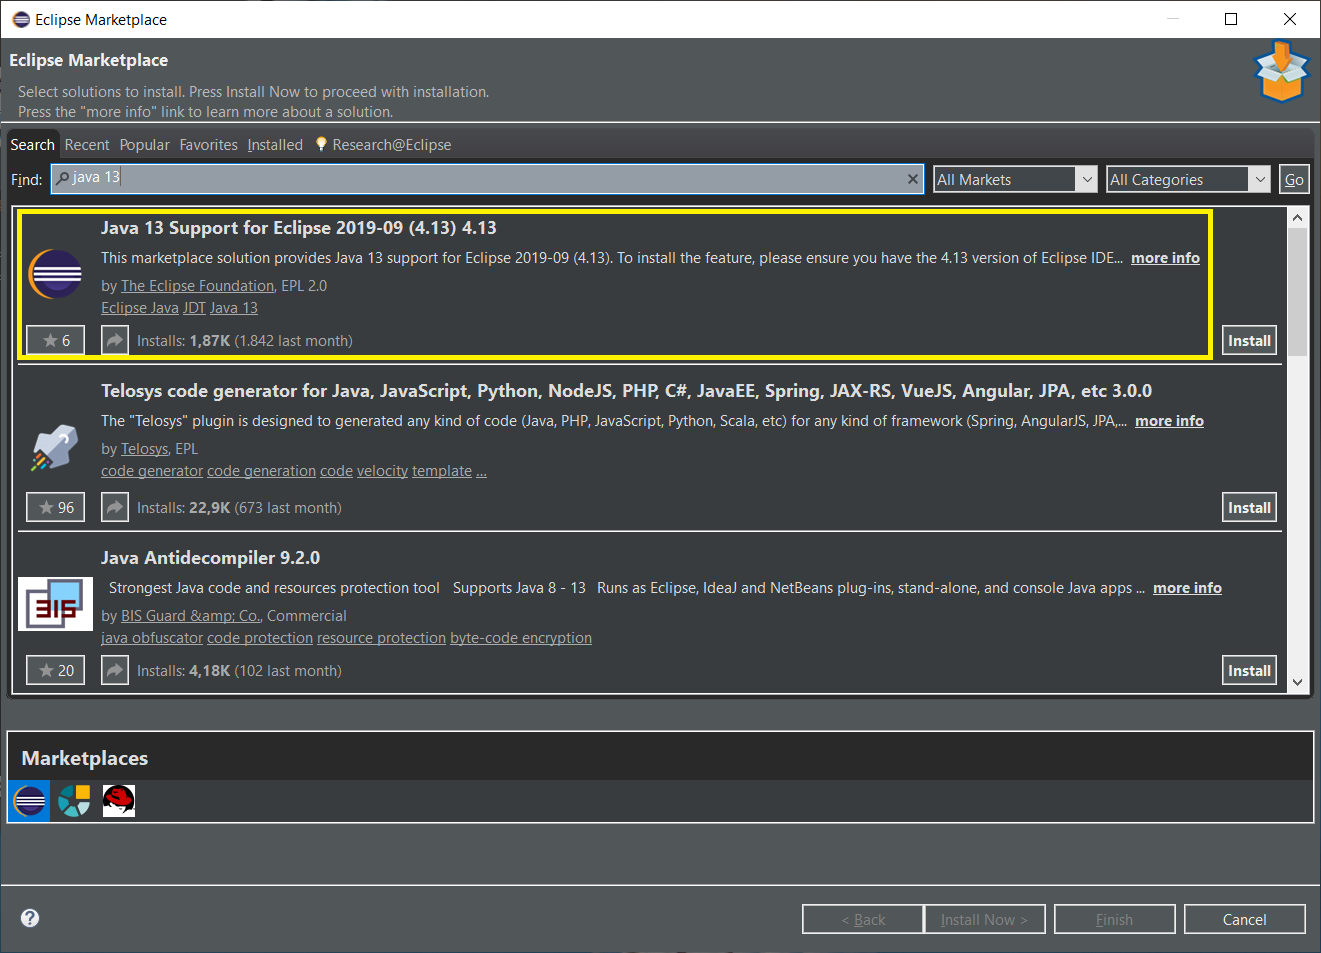 Eclipse Marketplace
Eclipse Marketplace
Select solutions to install. Press Install Now to proceed with installation.
Press the "more info" link to learn more about a solution.
Search Recent Popular Favorites Installed Research@Eclipse
Find: java 13 All Markets All Categories Go
Java 13 Support for Eclipse 2019-09 (4.13) 4.13
This marketplace solution provides Java 13 support for Eclipse 2019-09 (4.13). To install the feature, please ensure you have the 4.13 version of Eclipse IDE... more info
by The Eclipse Foundation, EPL 2.0
Eclipse Java JDT Java 13
6 Installs: 1,87K (1.842 last month) Install
Telosys code generator for Java, JavaScript, Python, NodeJS, PHP, C#, JavaEE, Spring, JAX-RS, VueJS, Angular, JPA, etc 3.0.0
The "Telosys" plugin is designed to generated any kind of code (Java, PHP, JavaScript, Python, Scala, etc) for any kind of framework (Spring, AngularJS, JPA,... more info
by Telosys, EPL
code generator code generation code velocity template ...
96 Installs: 22,9K (673 last month) Install
Java Antidecompiler 9.2.0
Strongest Java code and resources protection tool Supports Java 8 - 13 Runs as Eclipse, IdeaJ and NetBeans plug-ins, stand-alone, and console Java apps ... more info
BIS
by BIS Guard &amp; Co., Commercial
java obfuscator code protection resource protection byte-code encryption
20 Installs: 4,18K (102 last month) Install
Marketplaces
? < Back Install Now > Finish Cancel